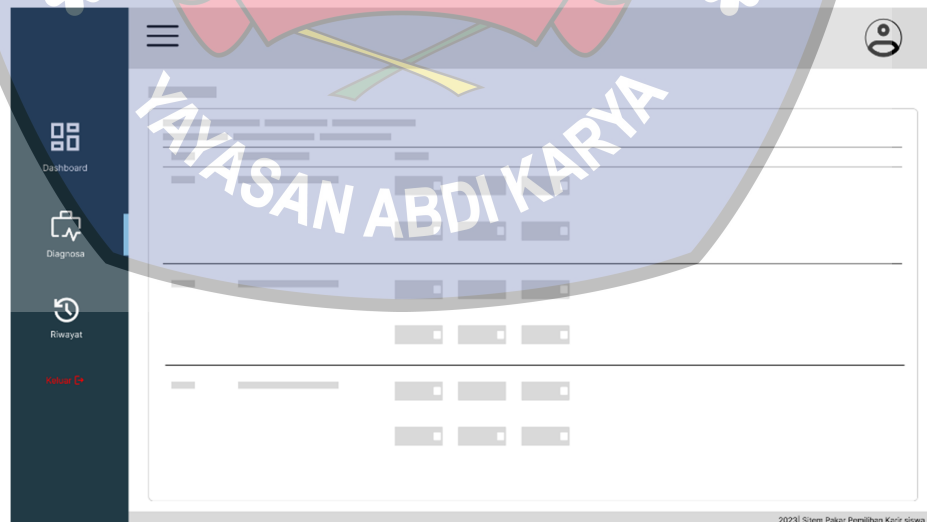 YAYASAN ABDI KARYA
Dashboard
Diagnosa
Riwayat
Keluar
2023| Sitem Pakar Pemilihan Karir siswa